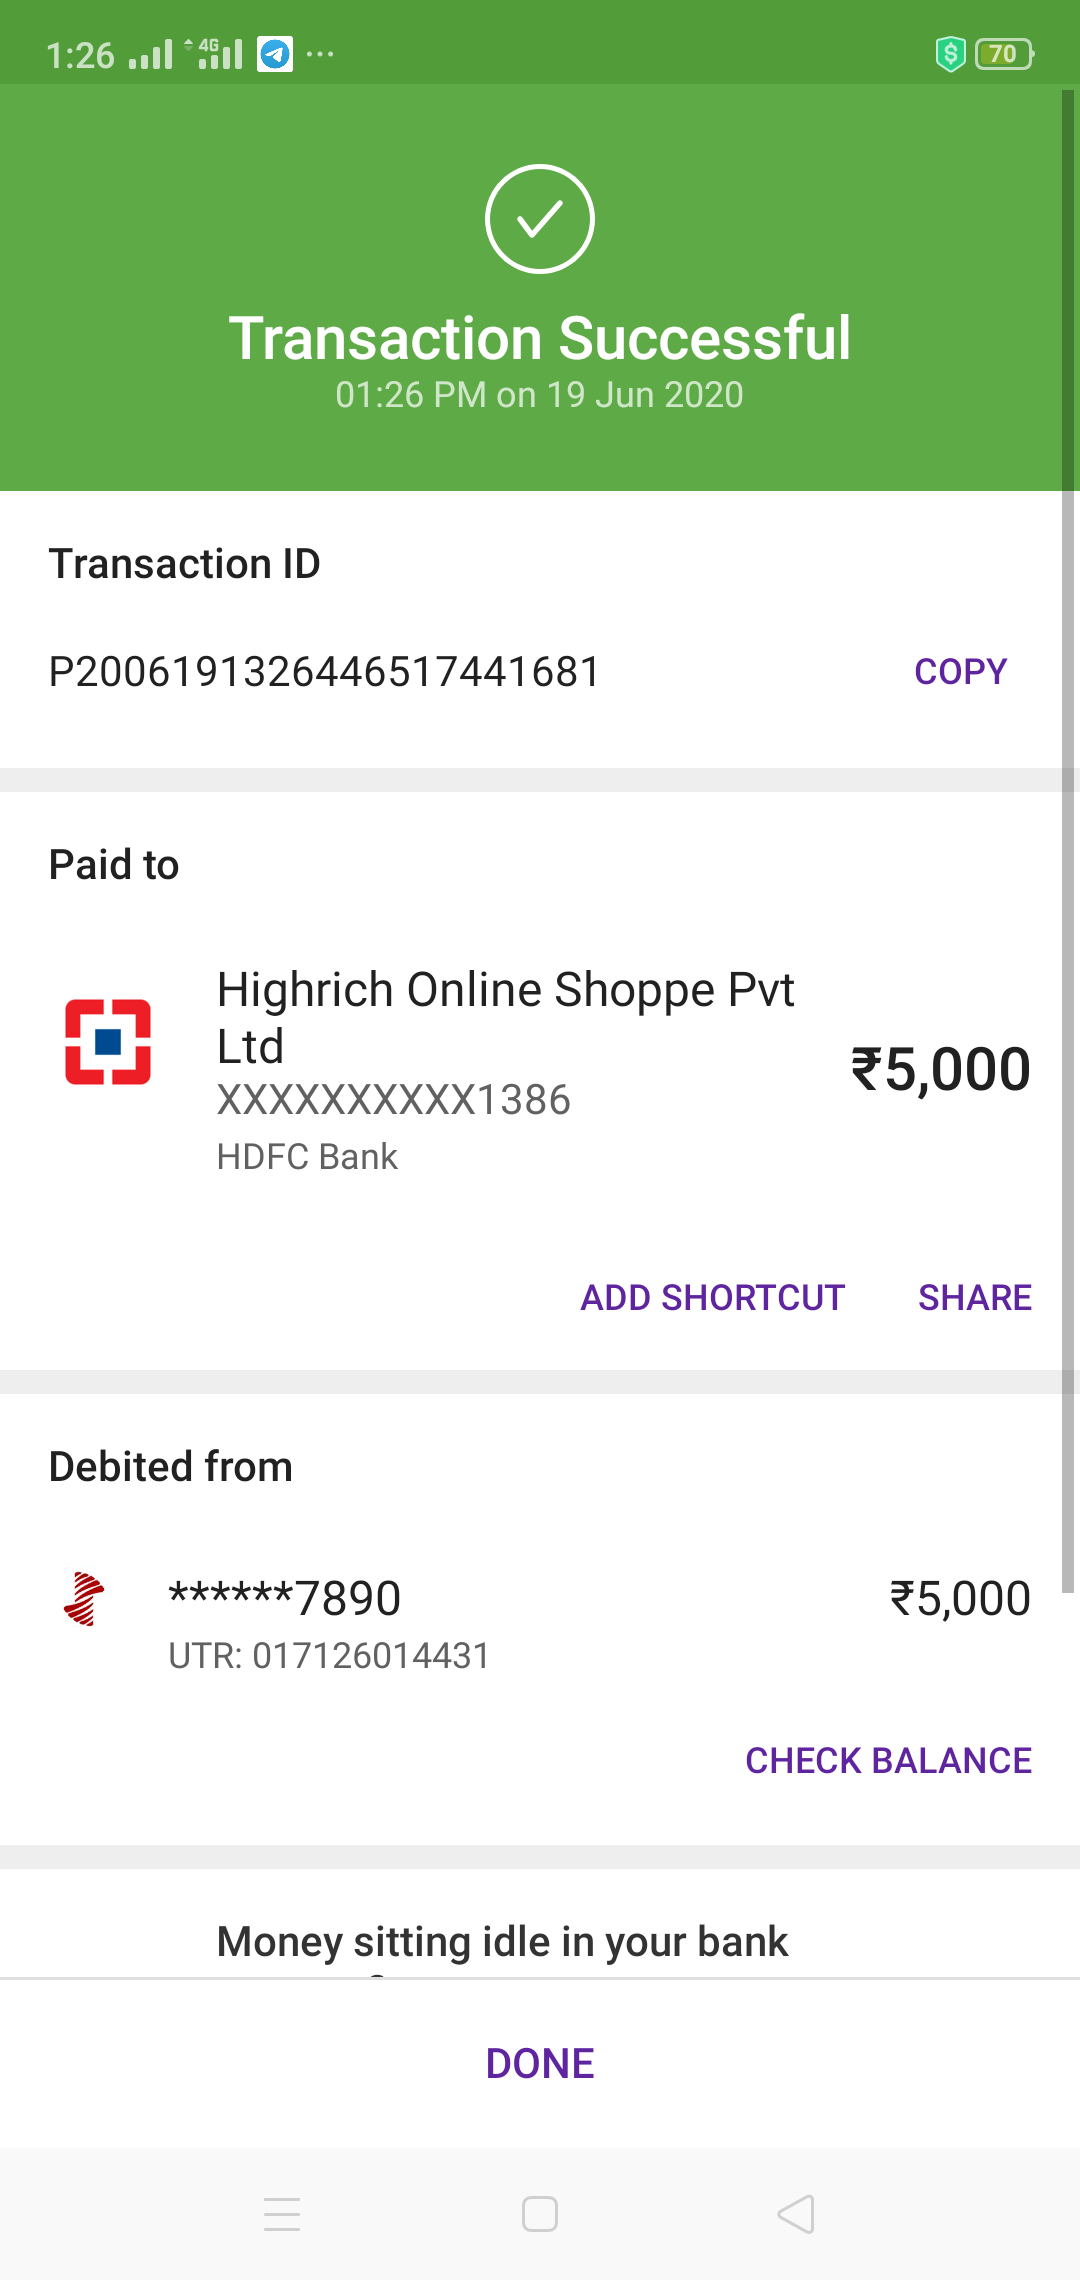 1:26 4G ... $ 70
Transaction Successful
01:26 PM on 19 Jun 2020
Transaction ID
P2006191326446517441681 COPY
Paid to
Highrich Online Shoppe Pvt
Ltd
₹5,000
XXXXXXXXXX1386
HDFC Bank
ADD SHORTCUT SHARE
Debited from
******7890 ₹5,000
UTR: 017126014431
CHECK BALANCE
Money sitting idle in your bank
DONE